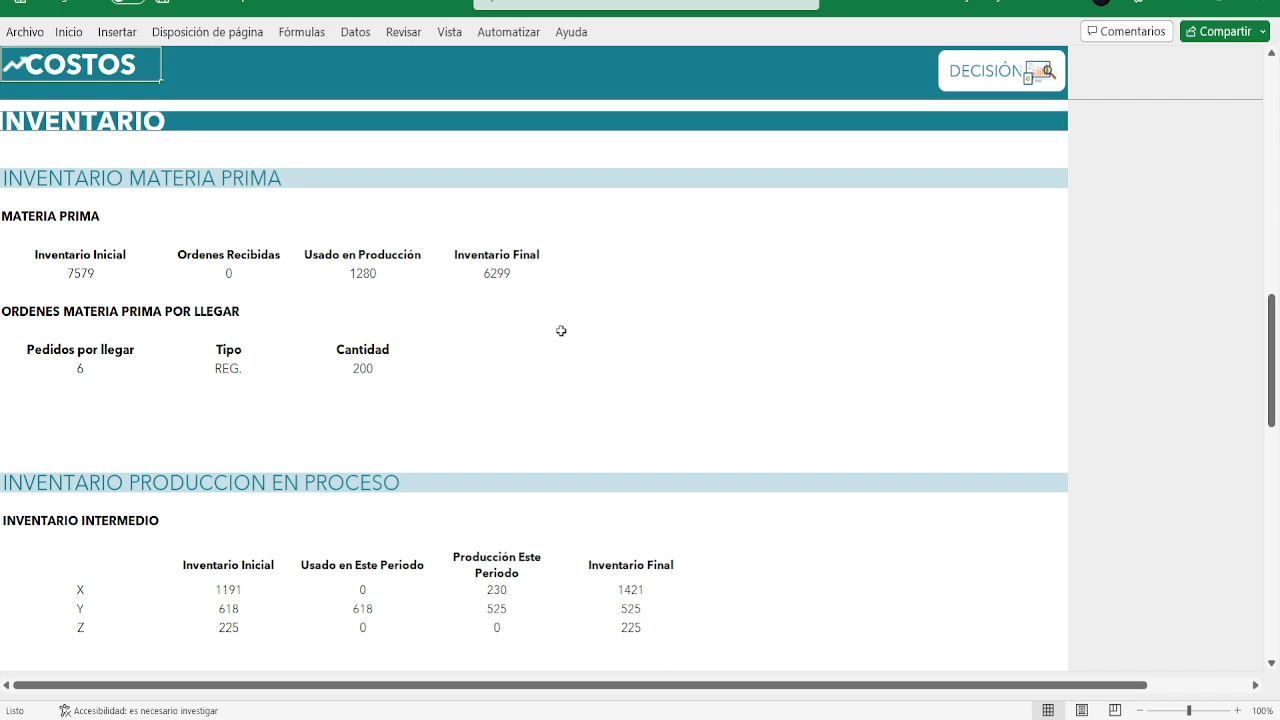 Archivo Inicio Insertar Disposición de página Fórmulas Datos Revisar Vista Automatizar Ayuda Comentarios Compartir
COSTOS
DECISIÓN
INVENTARIO
INVENTARIO MATERIA PRIMA
MATERIA PRIMA
Inventario Inicial Ordenes Recibidas Usado en Producción Inventario Final
7579 0 1280 6299
ORDENES MATERIA PRIMA POR LLEGAR
Pedidos por llegar Tipo Cantidad
6 REG. 200
INVENTARIO PRODUCCION EN PROCESO
INVENTARIO INTERMEDIO
Inventario Inicial Usado en Este Periodo Producción Este Periodo Inventario Final
X 1191 0 230 1421
Y 618 618 525 525
Z 225 0 0 225
Listo Accesibilidad: es necesario investigar 100%